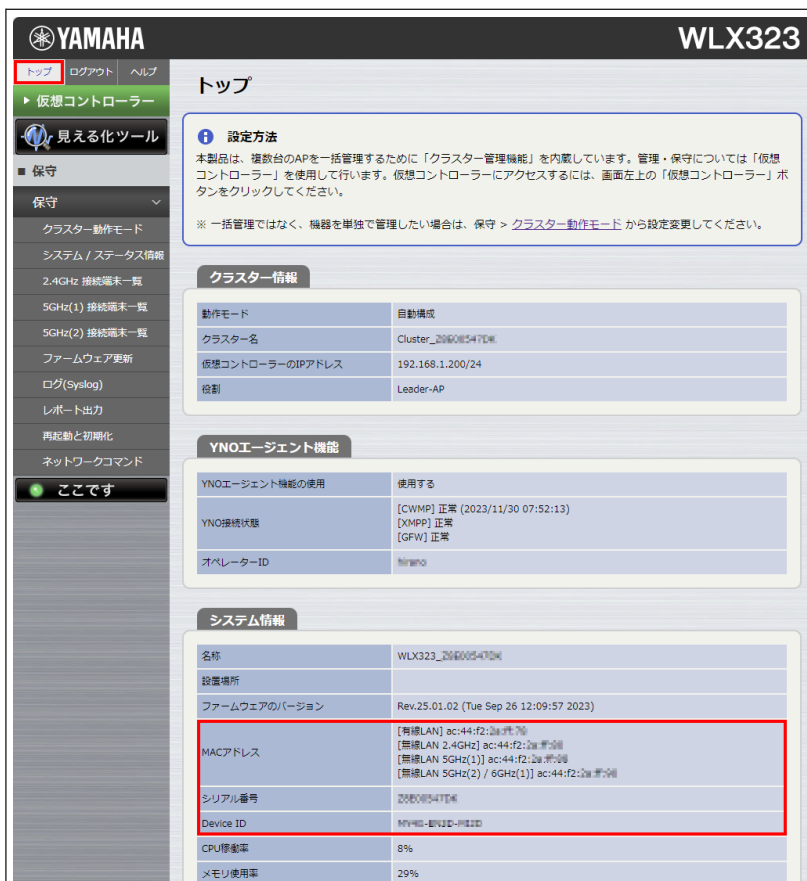 YAMAHA
WLX323
トップ ログアウト ヘルプ
仮想コントローラー
見える化ツール
保守
保守
クラスター動作モード
システム / ステータス情報
2.4GHz 接続端末一覧
5GHz(1) 接続端末一覧
5GHz(2) 接続端末一覧
ファームウェア更新
ログ(Syslog)
レポート出力
再起動と初期化
ネットワークコマンド
ここです
トップ
設定方法
本製品は、複数台のAPを一括管理するために「クラスター管理機能」を内蔵しています。管理・保守については「仮想
コントローラー」を使用して行います。仮想コントローラーにアクセスするには、画面左上の「仮想コントローラー」ボ
タンをクリックしてください。
※ 一括管理ではなく、機器を単独で管理したい場合は、保守 > クラスター動作モード から設定変更してください。
クラスター情報
動作モード 自動構成
クラスター名 Cluster_
仮想コントローラーのIPアドレス 192.168.1.200/24
役割 Leader-AP
YNOエージェント機能
YNOエージェント機能の使用 使用する
YNO接続状態
[CWMP] 正常 (2023/11/30 07:52:13)
[XMPP] 正常
[GFW] 正常
オペレーターID
システム情報
名称 WLX323_
設置場所
ファームウェアのバージョン Rev.25.01.02 (Tue Sep 26 12:09:57 2023)
MACアドレス
[有線LAN] ac:44:f2:
[無線LAN 2.4GHz] ac:44:f2:
[無線LAN 5GHz(1)] ac:44:f2:
[無線LAN 5GHz(2) / 6GHz(1)] ac:44:f2:
シリアル番号
Device ID
CPU稼働率 8%
メモリ使用率 29%